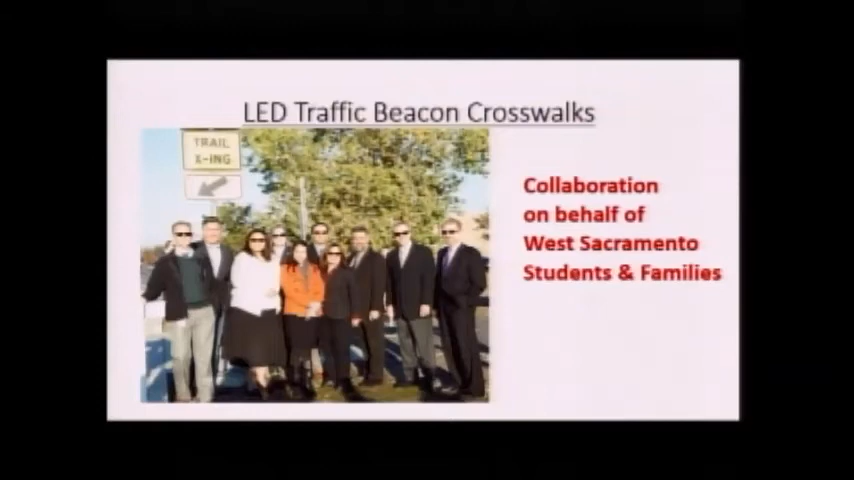 LED Traffic Beacon Crosswalks
TRAIL
X-ING
Collaboration
on behalf of
West Sacramento
Students & Families